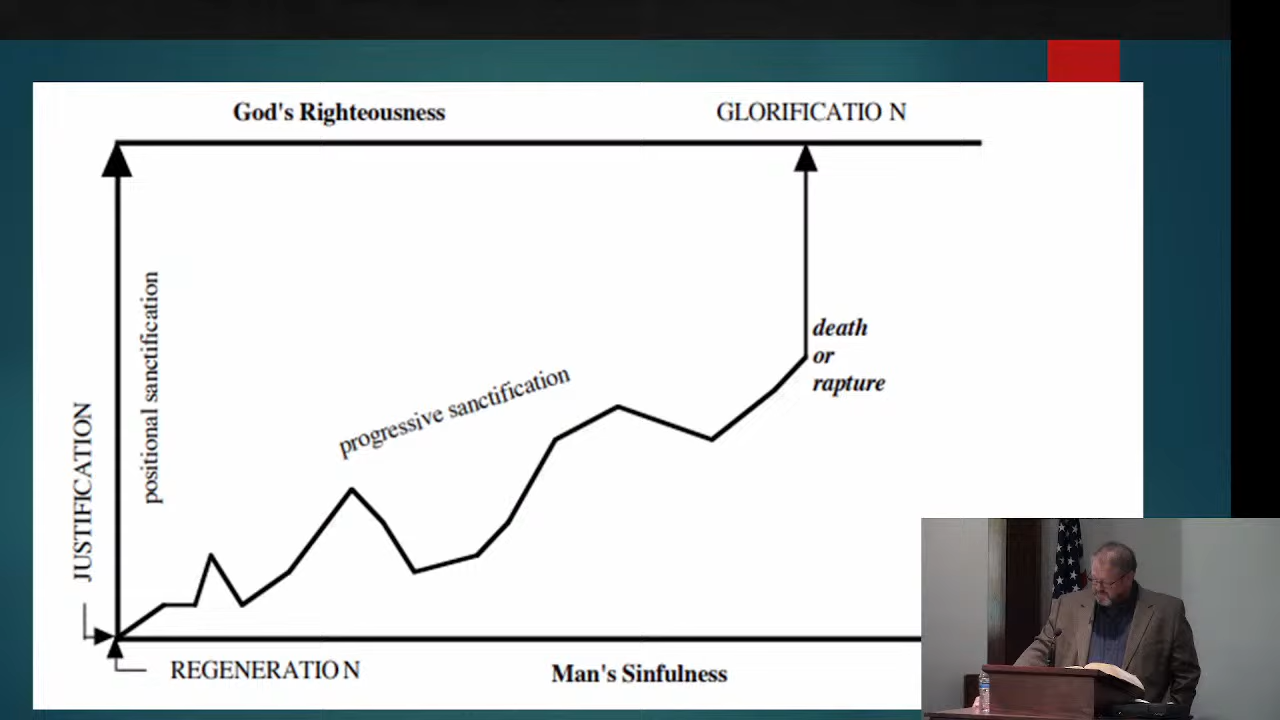 God's Righteousness
GLORIFICATIO N
positional sanctification
JUSTIFICATION
progressive sanctification
death
or
rapture
REGENERATIO N
Man's Sinfulness